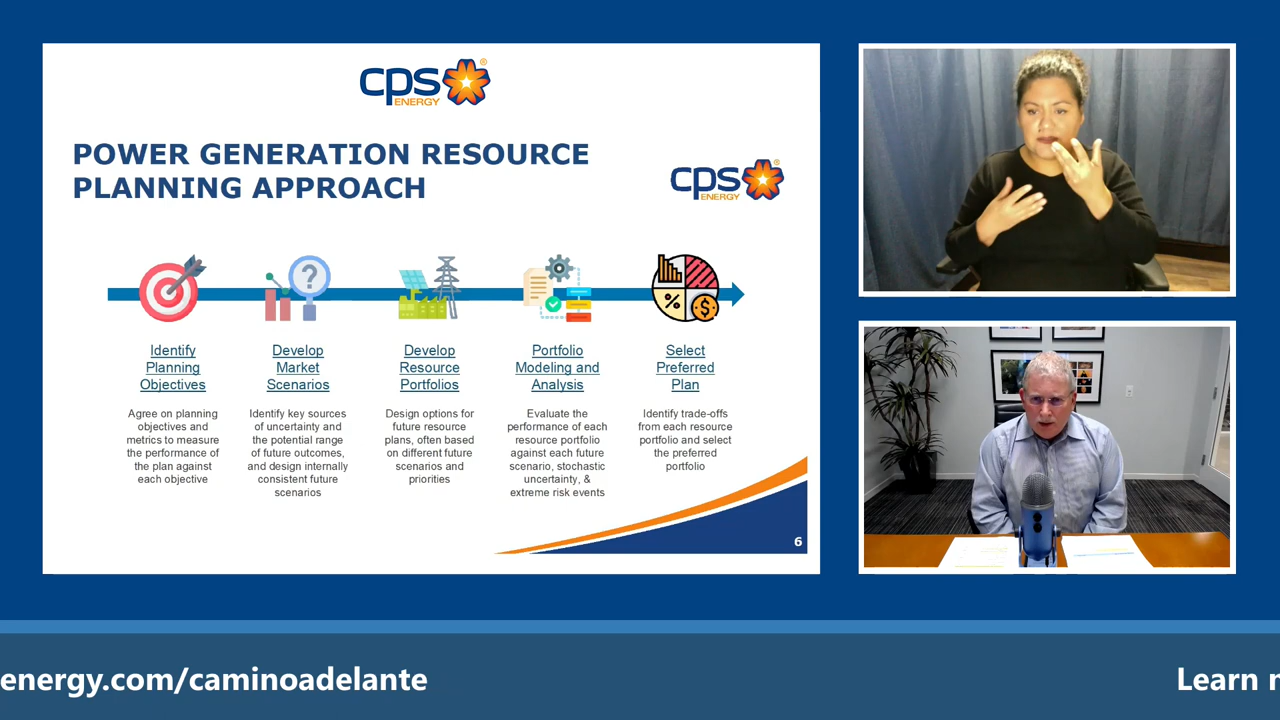 cps
ENERGY
®
POWER GENERATION RESOURCE
PLANNING APPROACH
cps
ENERGY
®
?
%
$
Identify
Planning
Objectives
Agree on planning
objectives and
metrics to measure
the performance of
the plan against
each objective
Develop
Market
Scenarios
Identify key sources
of uncertainty and
the potential range
of future outcomes,
and design internally
consistent future
scenarios
Develop
Resource
Portfolios
Design options for
future resource
plans, often based
on different future
scenarios and
priorities
Portfolio
Modeling and
Analysis
Evaluate the
performance of each
resource portfolio
against each future
scenario, stochastic
uncertainty, &
extreme risk events
Select
Preferred
Plan
Identify trade-offs
from each resource
portfolio and select
the preferred
portfolio
6
energy.com/caminoadelante
Learn